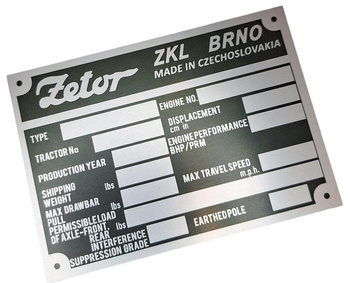 Zetor
ZKL BRNO
MADE IN CZECHOSLOVAKIA
TYPE
TRACTOR No
PRODUCTION YEAR
SHIPPING
WEIGHT
lbs
MAX DRAWBAR
PULL
lbs
PERMISSIBLE LOAD
OF AXLE-FRONT,
REAR
lbs
INTERFERENCE
SUPPRESSION GRADE
ENGINE NO.
DISPLACEMENT
cm in
ENGINE PERFORMANCE
BHP/PRM
MAX TRAVEL SPEED
m.p.h.
EARTHED POLE